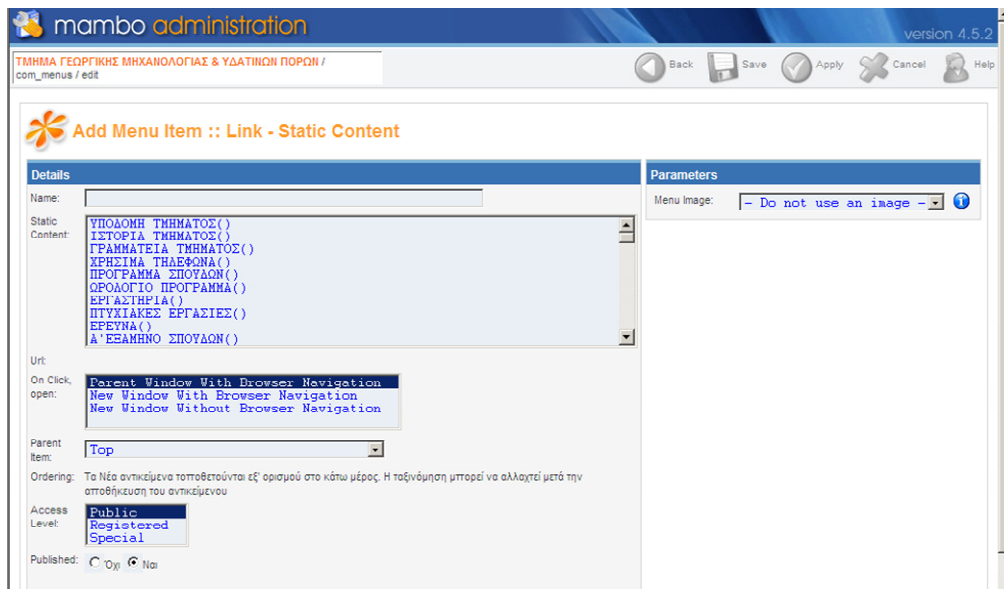 mambo administration
version 4.5.2
ΤΜΗΜΑ ΓΕΩΡΓΙΚΗΣ ΜΗΧΑΝΟΛΟΓΙΑΣ & ΥΔΑΤΙΝΩΝ ΠΟΡΩΝ /
com_menus / edit
Back Save Apply Cancel Help
Add Menu Item :: Link - Static Content
Details
Name:
Static
Content:
ΥΠΟΔΟΜΗ ΤΜΗΜΑΤΟΣ()
ΙΣΤΟΡΙΑ ΤΜΗΜΑΤΟΣ()
ΓΡΑΜΜΑΤΕΙΑ ΤΜΗΜΑΤΟΣ()
ΧΡΗΣΙΜΑ ΤΗΛΕΦΩΝΑ()
ΠΡΟΓΡΑΜΜΑ ΣΠΟΥΔΩΝ()
ΩΡΟΛΟΓΙΟ ΠΡΟΓΡΑΜΜΑ()
ΕΡΓΑΣΤΗΡΙΑ()
ΠΤΥΧΙΑΚΕΣ ΕΡΓΑΣΙΕΣ()
ΕΡΕΥΝΑ()
Α'ΕΞΑΜΗΝΟ ΣΠΟΥΔΩΝ()
Url:
On Click,
open:
Parent Window With Browser Navigation
New Window With Browser Navigation
New Window Without Browser Navigation
Parent
Item:
Top
Ordering: Τα Νέα αντικείμενα τοποθετούνται εξ' ορισμού στο κάτω μέρος. Η ταξινόμηση μπορεί να αλλαχτεί μετά την
αποθήκευση του αντικείμενου
Access
Level:
Public
Registered
Special
Published: Όχι Ναι
Parameters
Menu Image: - Do not use an image -